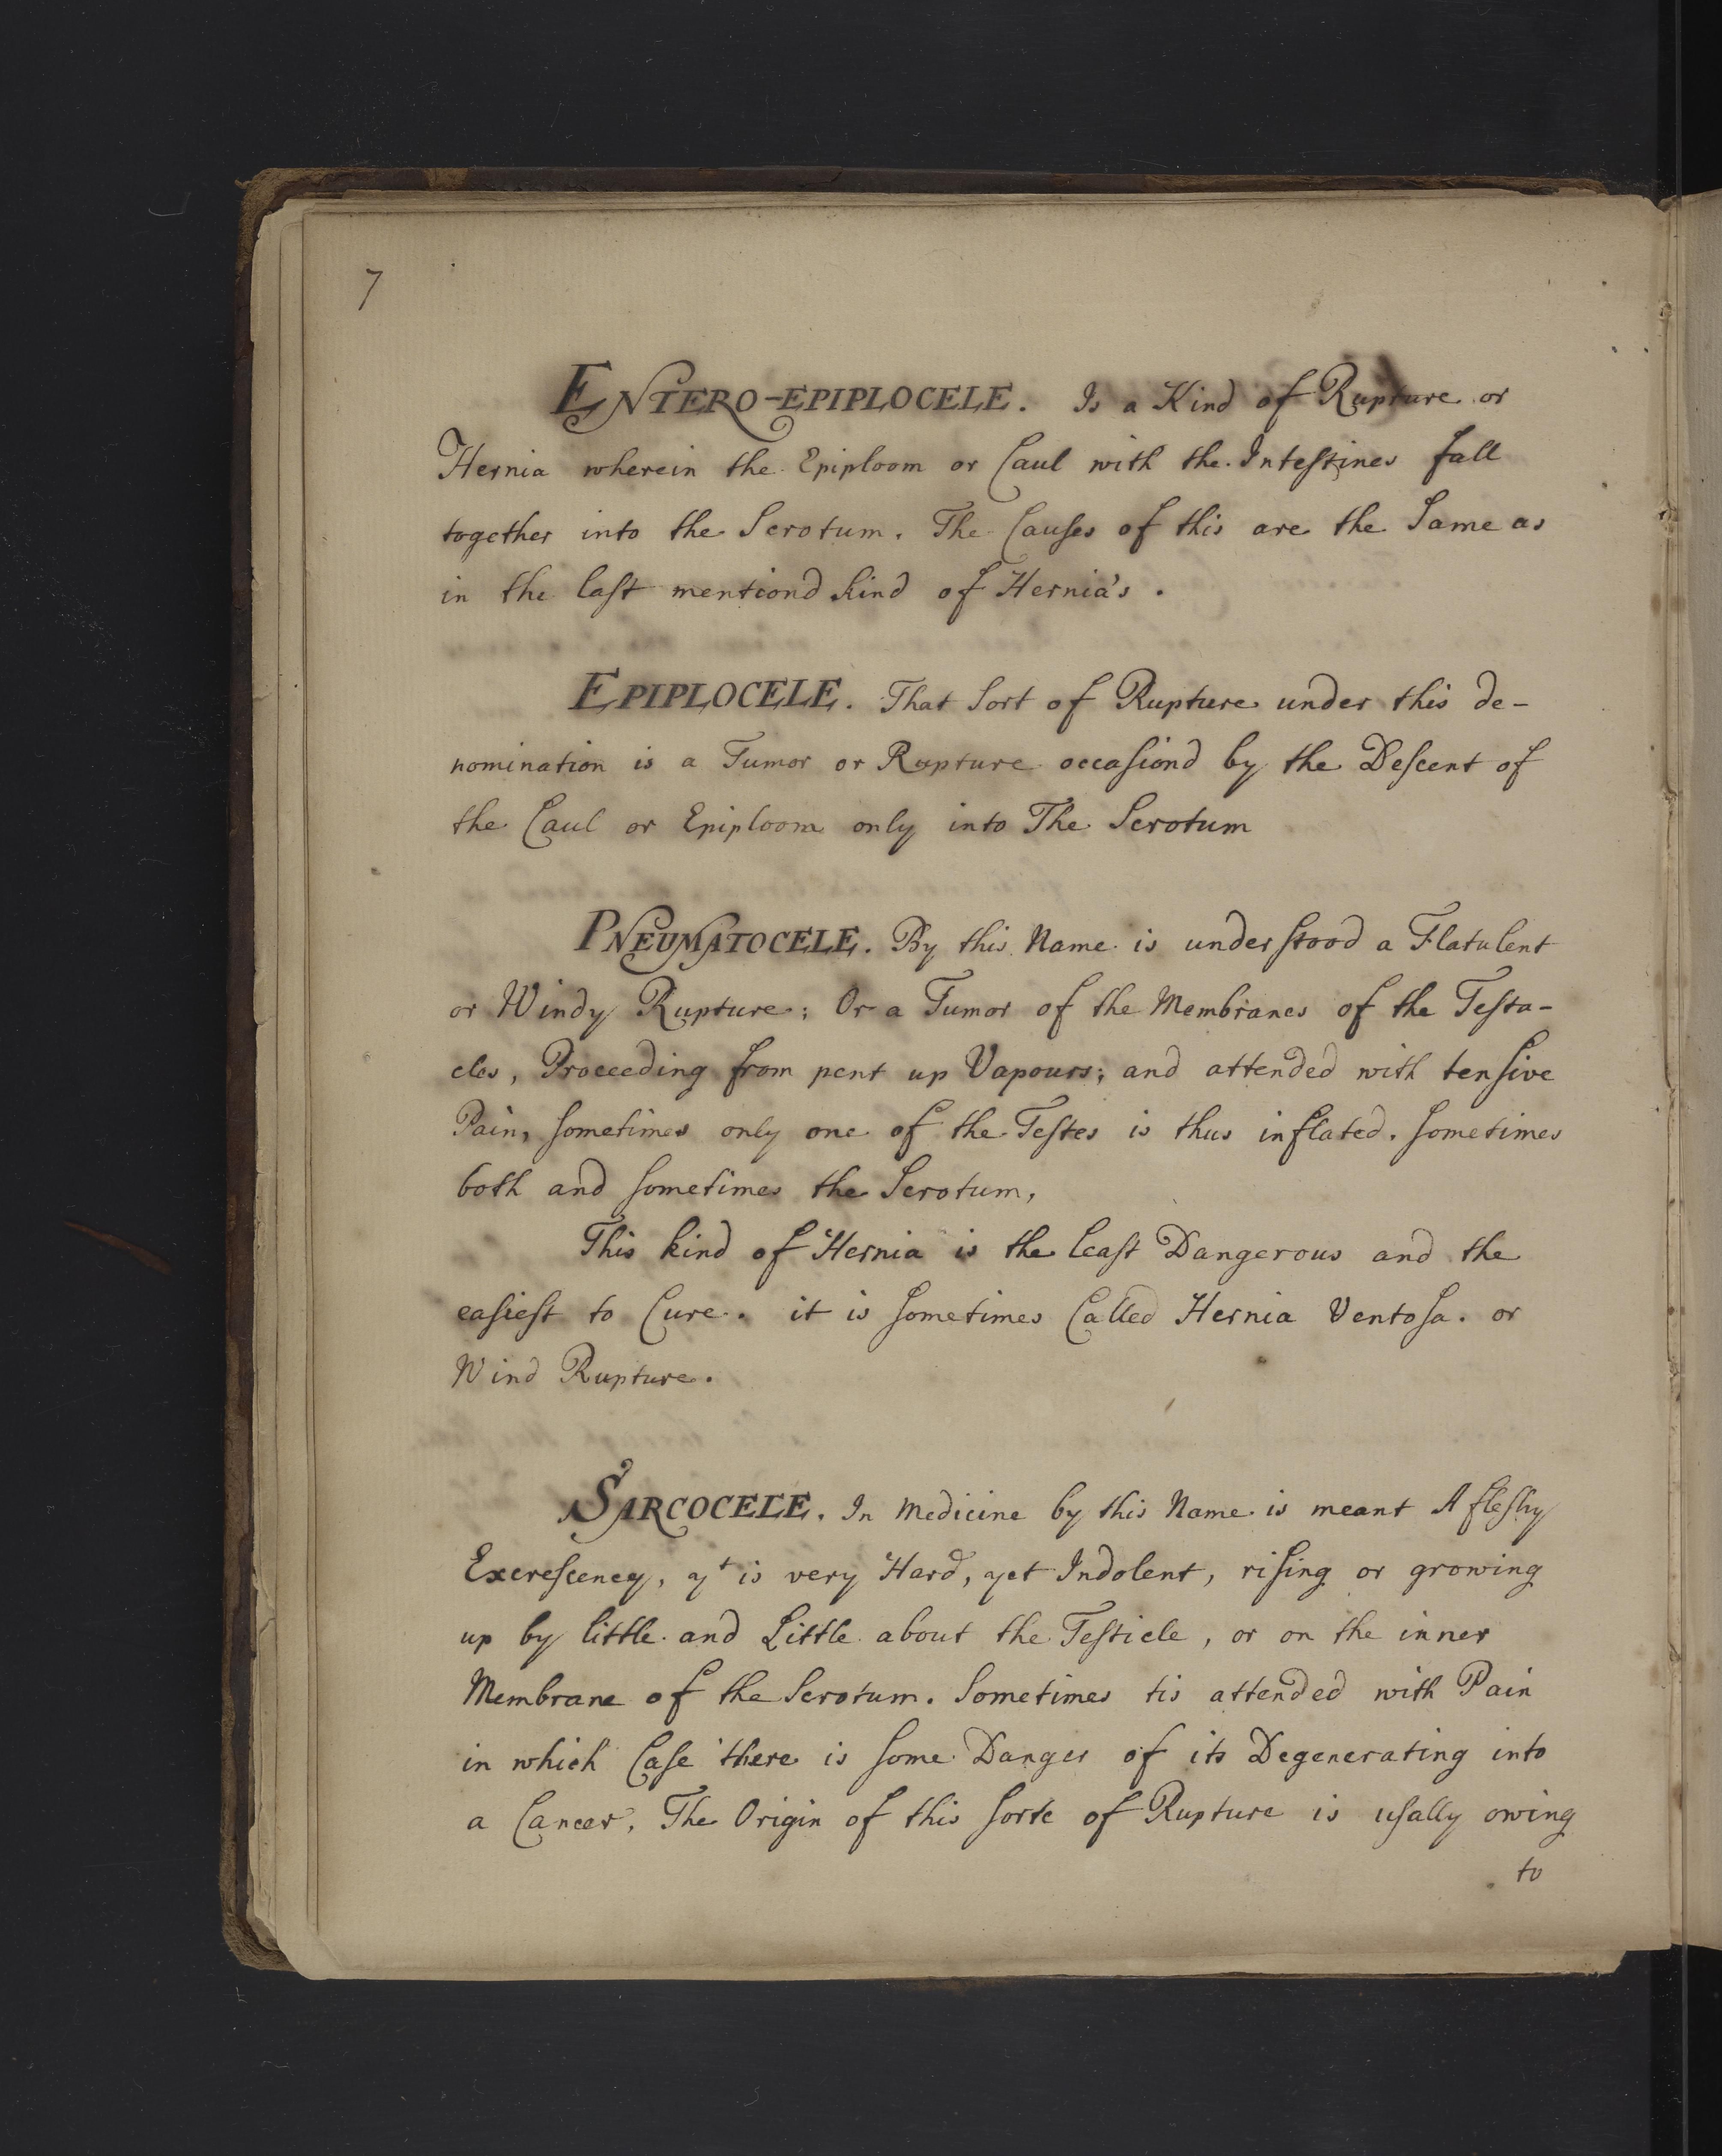 7
ENTERO-EPIPLOCELE. Is a Kind of Rupture or
Hernia wherein the Epiploom or Caul with the Intestines fall
together into the Scrotum. The Causes of this are the Same as
in the last mentiond kind of Hernia's.
EPIPLOCELE. That Sort of Rupture under this de-
nomination is a Tumor or Rupture occasiond by the Descent of
the Caul or Epiploom only into The Scrotum
PNEUMATOCELE. By this Name is understood a Flatulent
or Windy Rupture; Or a Tumor of the Membranes of the Testa-
cles, Proceeding from pent up Vapours; and attended with tensive
Pain, sometimes only one of the Testes is thus inflated. sometimes
both and sometimes the Scrotum,
This kind of Hernia is the least Dangerous and the
easiest to Cure. it is sometimes Called Hernia Ventosa. or
Wind Rupture.
SARCOCELE. In Medicine by this Name is meant A fleshy
Excrescency, yt is very Hard, yet Indolent, rising or growing
up by little and Little about the Testicle, or on the inner
Membrane of the Scrotum. Sometimes tis attended with Pain
in which Case there is some Danger of its Degenerating into
a Cancer. The Origin of this sorte of Rupture is usally owing
to